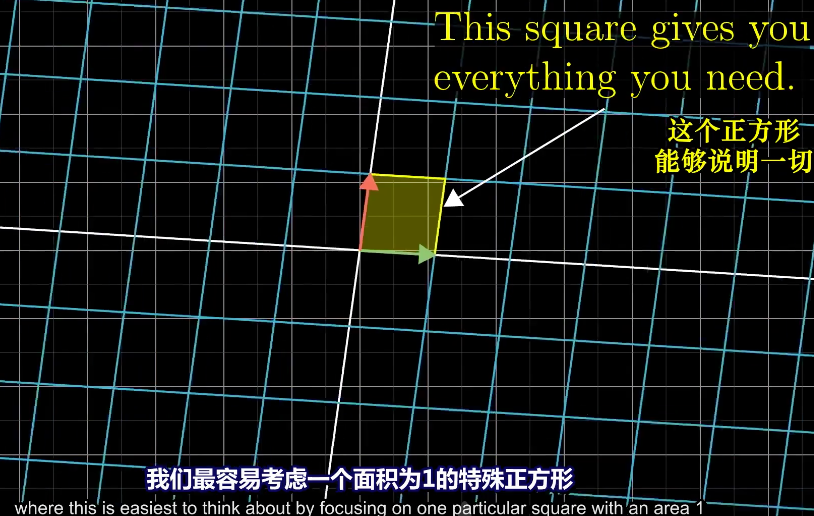 This square gives you
everything you need.
这个正方形
能够说明一切
我们最容易考虑一个面积为1的特殊正方形
where this is easiest to think about by focusing on one particular square with an area 1